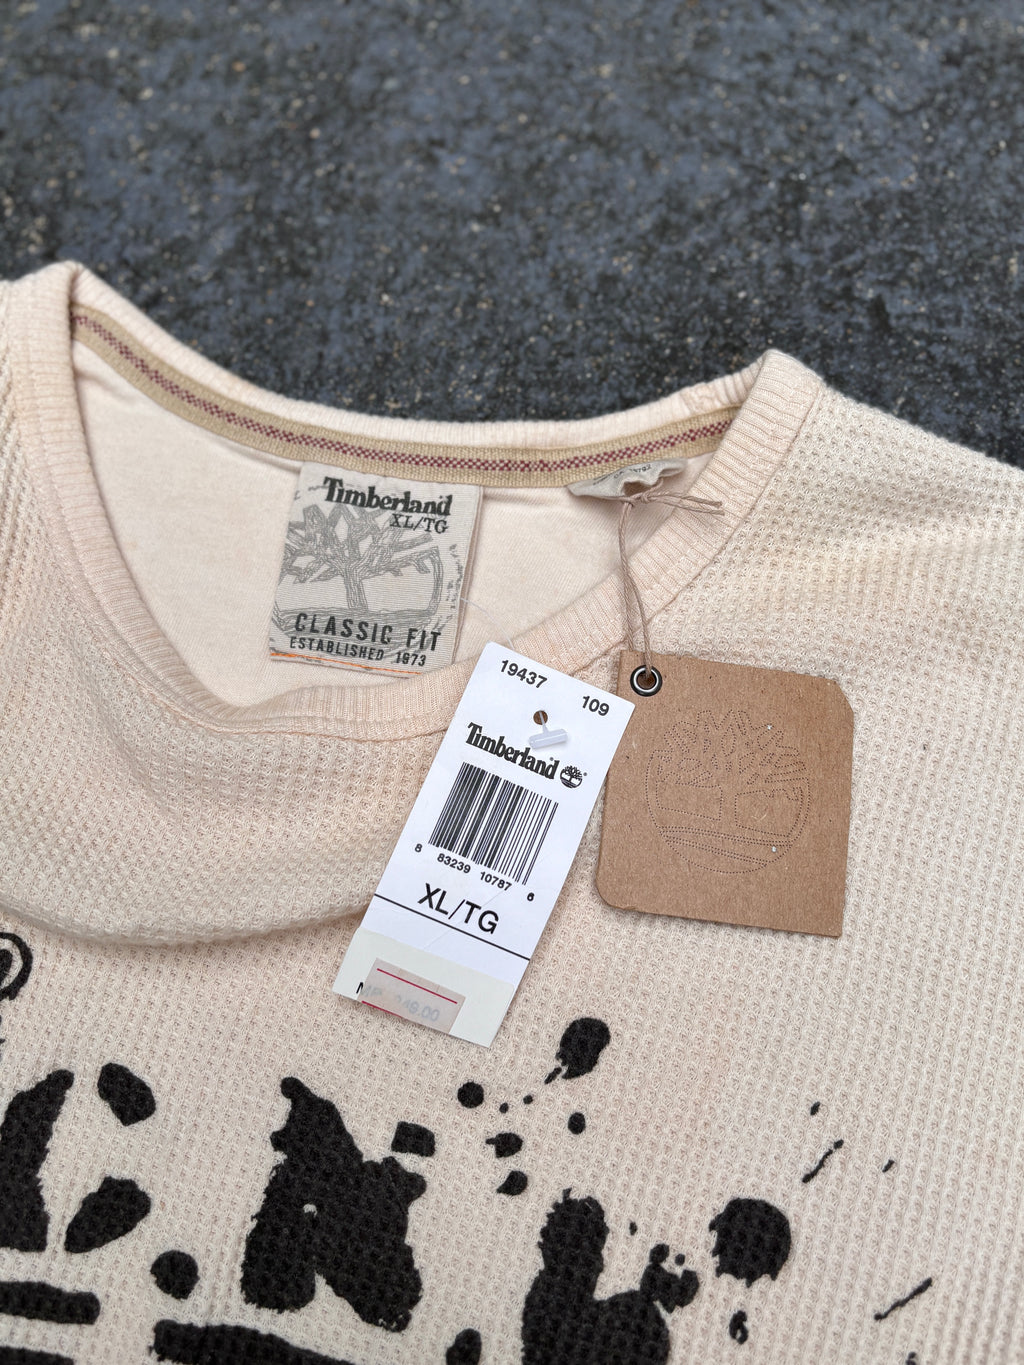 Timberland
XL/TG
CLASSIC FIT
ESTABLISHED 1973
19437
109
Timberland
8 83239 10787 6
XL/TG